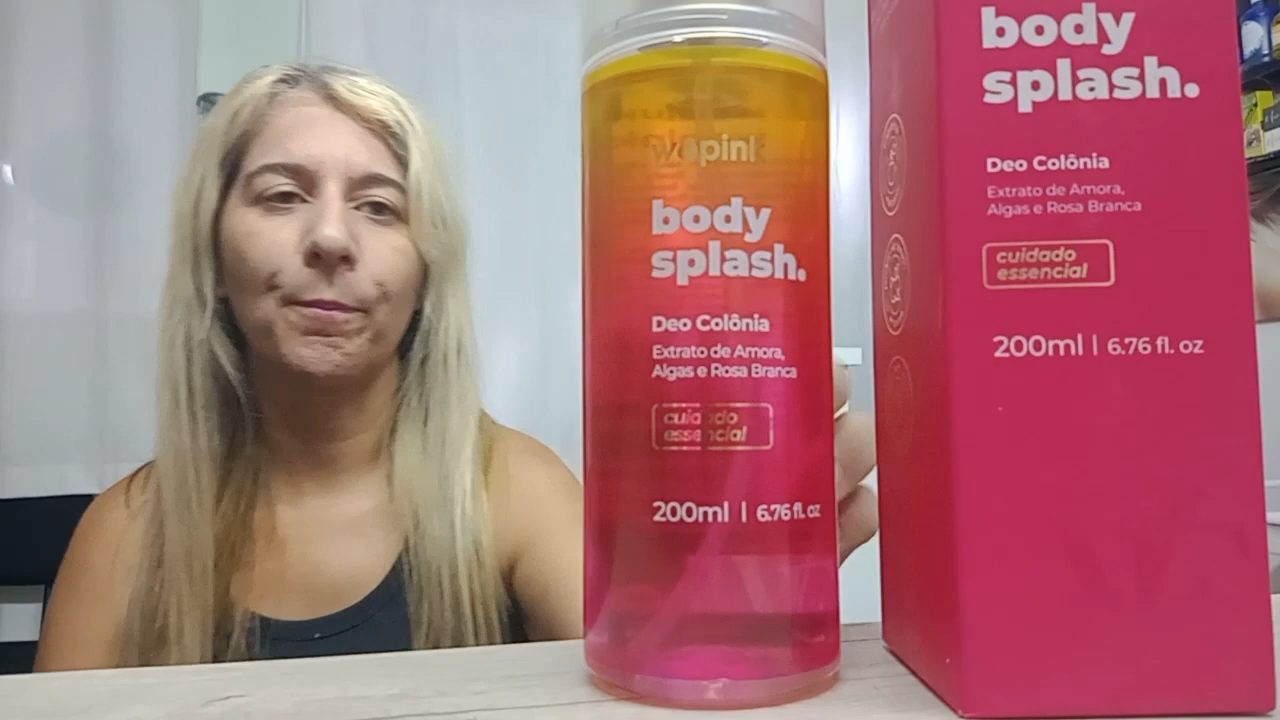 wepink
body
splash.
Deo Colônia
Extrato de Amora,
Algas e Rosa Branca
cuidado
essencial
200ml | 6.76 fl. oz
body
splash.
Deo Colônia
Extrato de Amora,
Algas e Rosa Branca
cuidado
essencial
200ml | 6.76 fl. oz